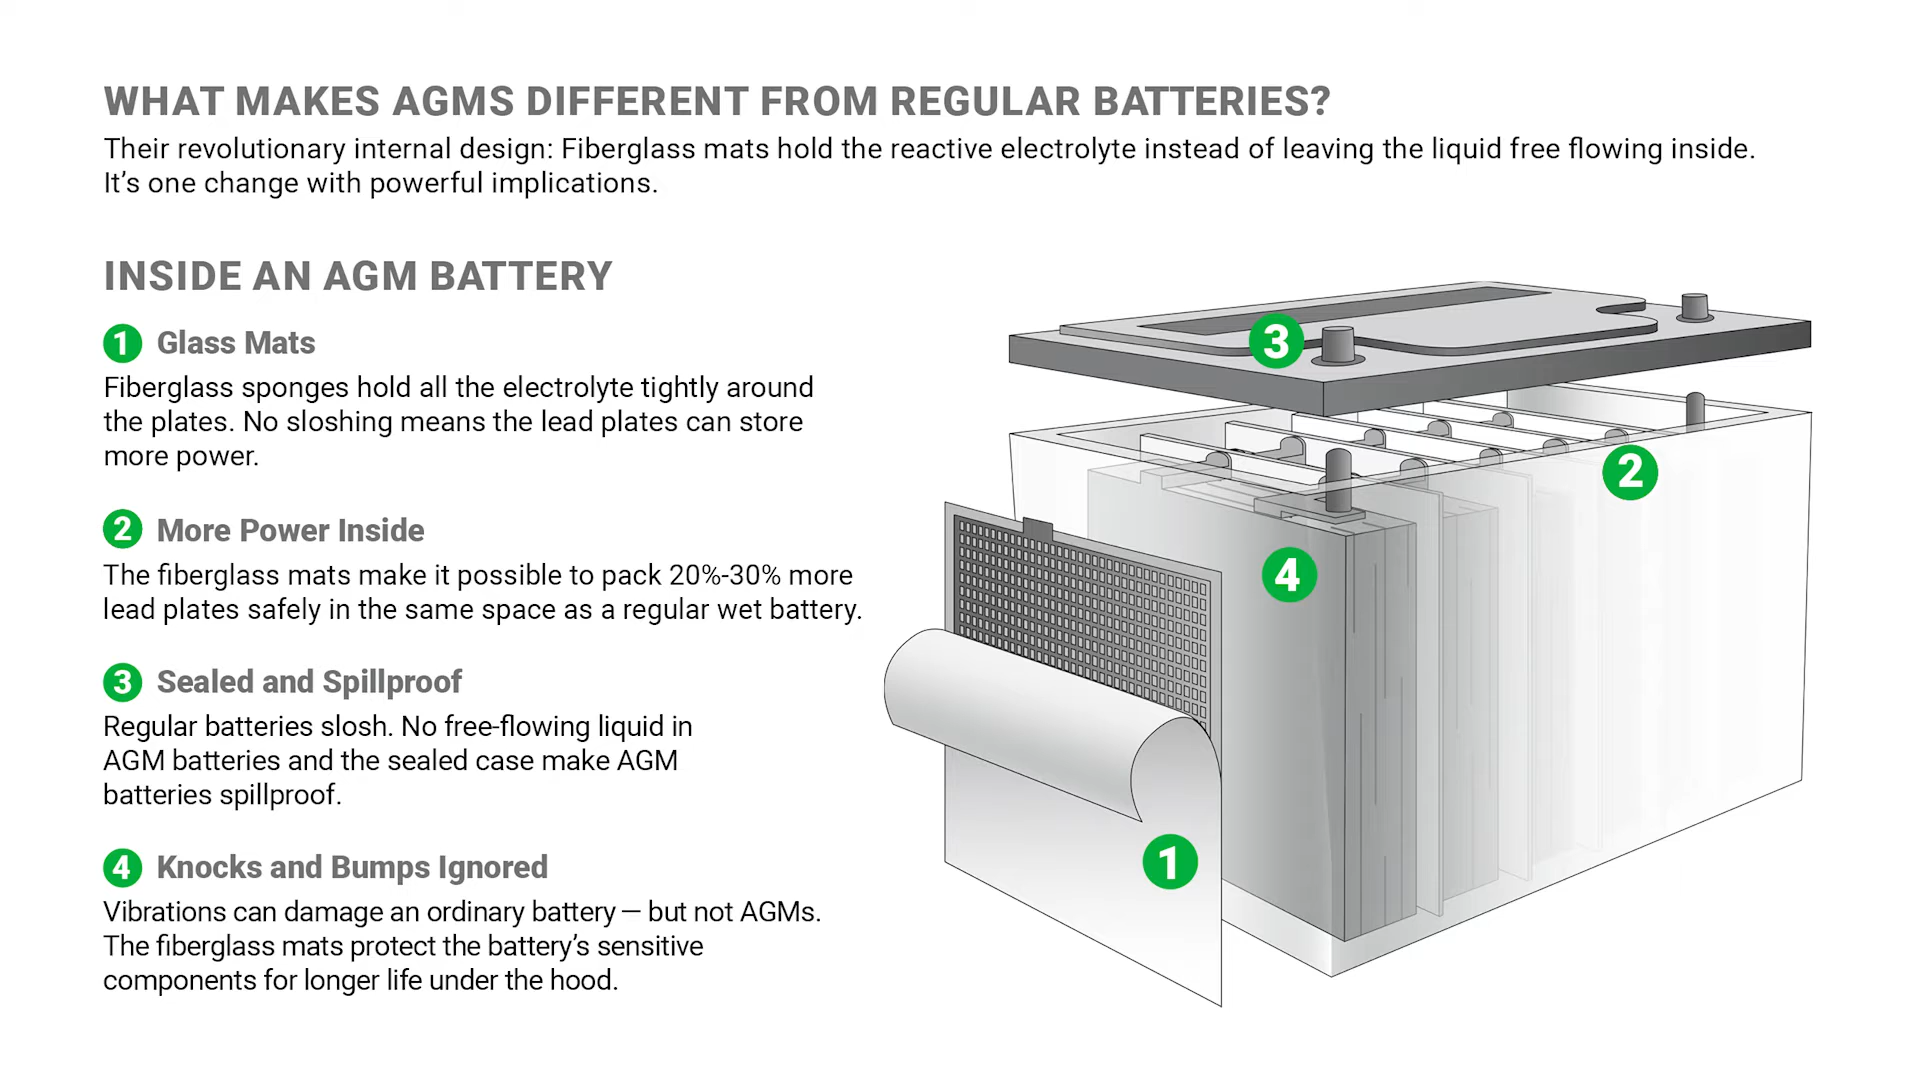 WHAT MAKES AGMS DIFFERENT FROM REGULAR BATTERIES?
Their revolutionary internal design: Fiberglass mats hold the reactive electrolyte instead of leaving the liquid free flowing inside.
It’s one change with powerful implications.
INSIDE AN AGM BATTERY
1 Glass Mats
Fiberglass sponges hold all the electrolyte tightly around
the plates. No sloshing means the lead plates can store
more power.
2 More Power Inside
The fiberglass mats make it possible to pack 20%-30% more
lead plates safely in the same space as a regular wet battery.
3 Sealed and Spillproof
Regular batteries slosh. No free-flowing liquid in
AGM batteries and the sealed case make AGM
batteries spillproof.
4 Knocks and Bumps Ignored
Vibrations can damage an ordinary battery — but not AGMs.
The fiberglass mats protect the battery’s sensitive
components for longer life under the hood.
3
2
4
1